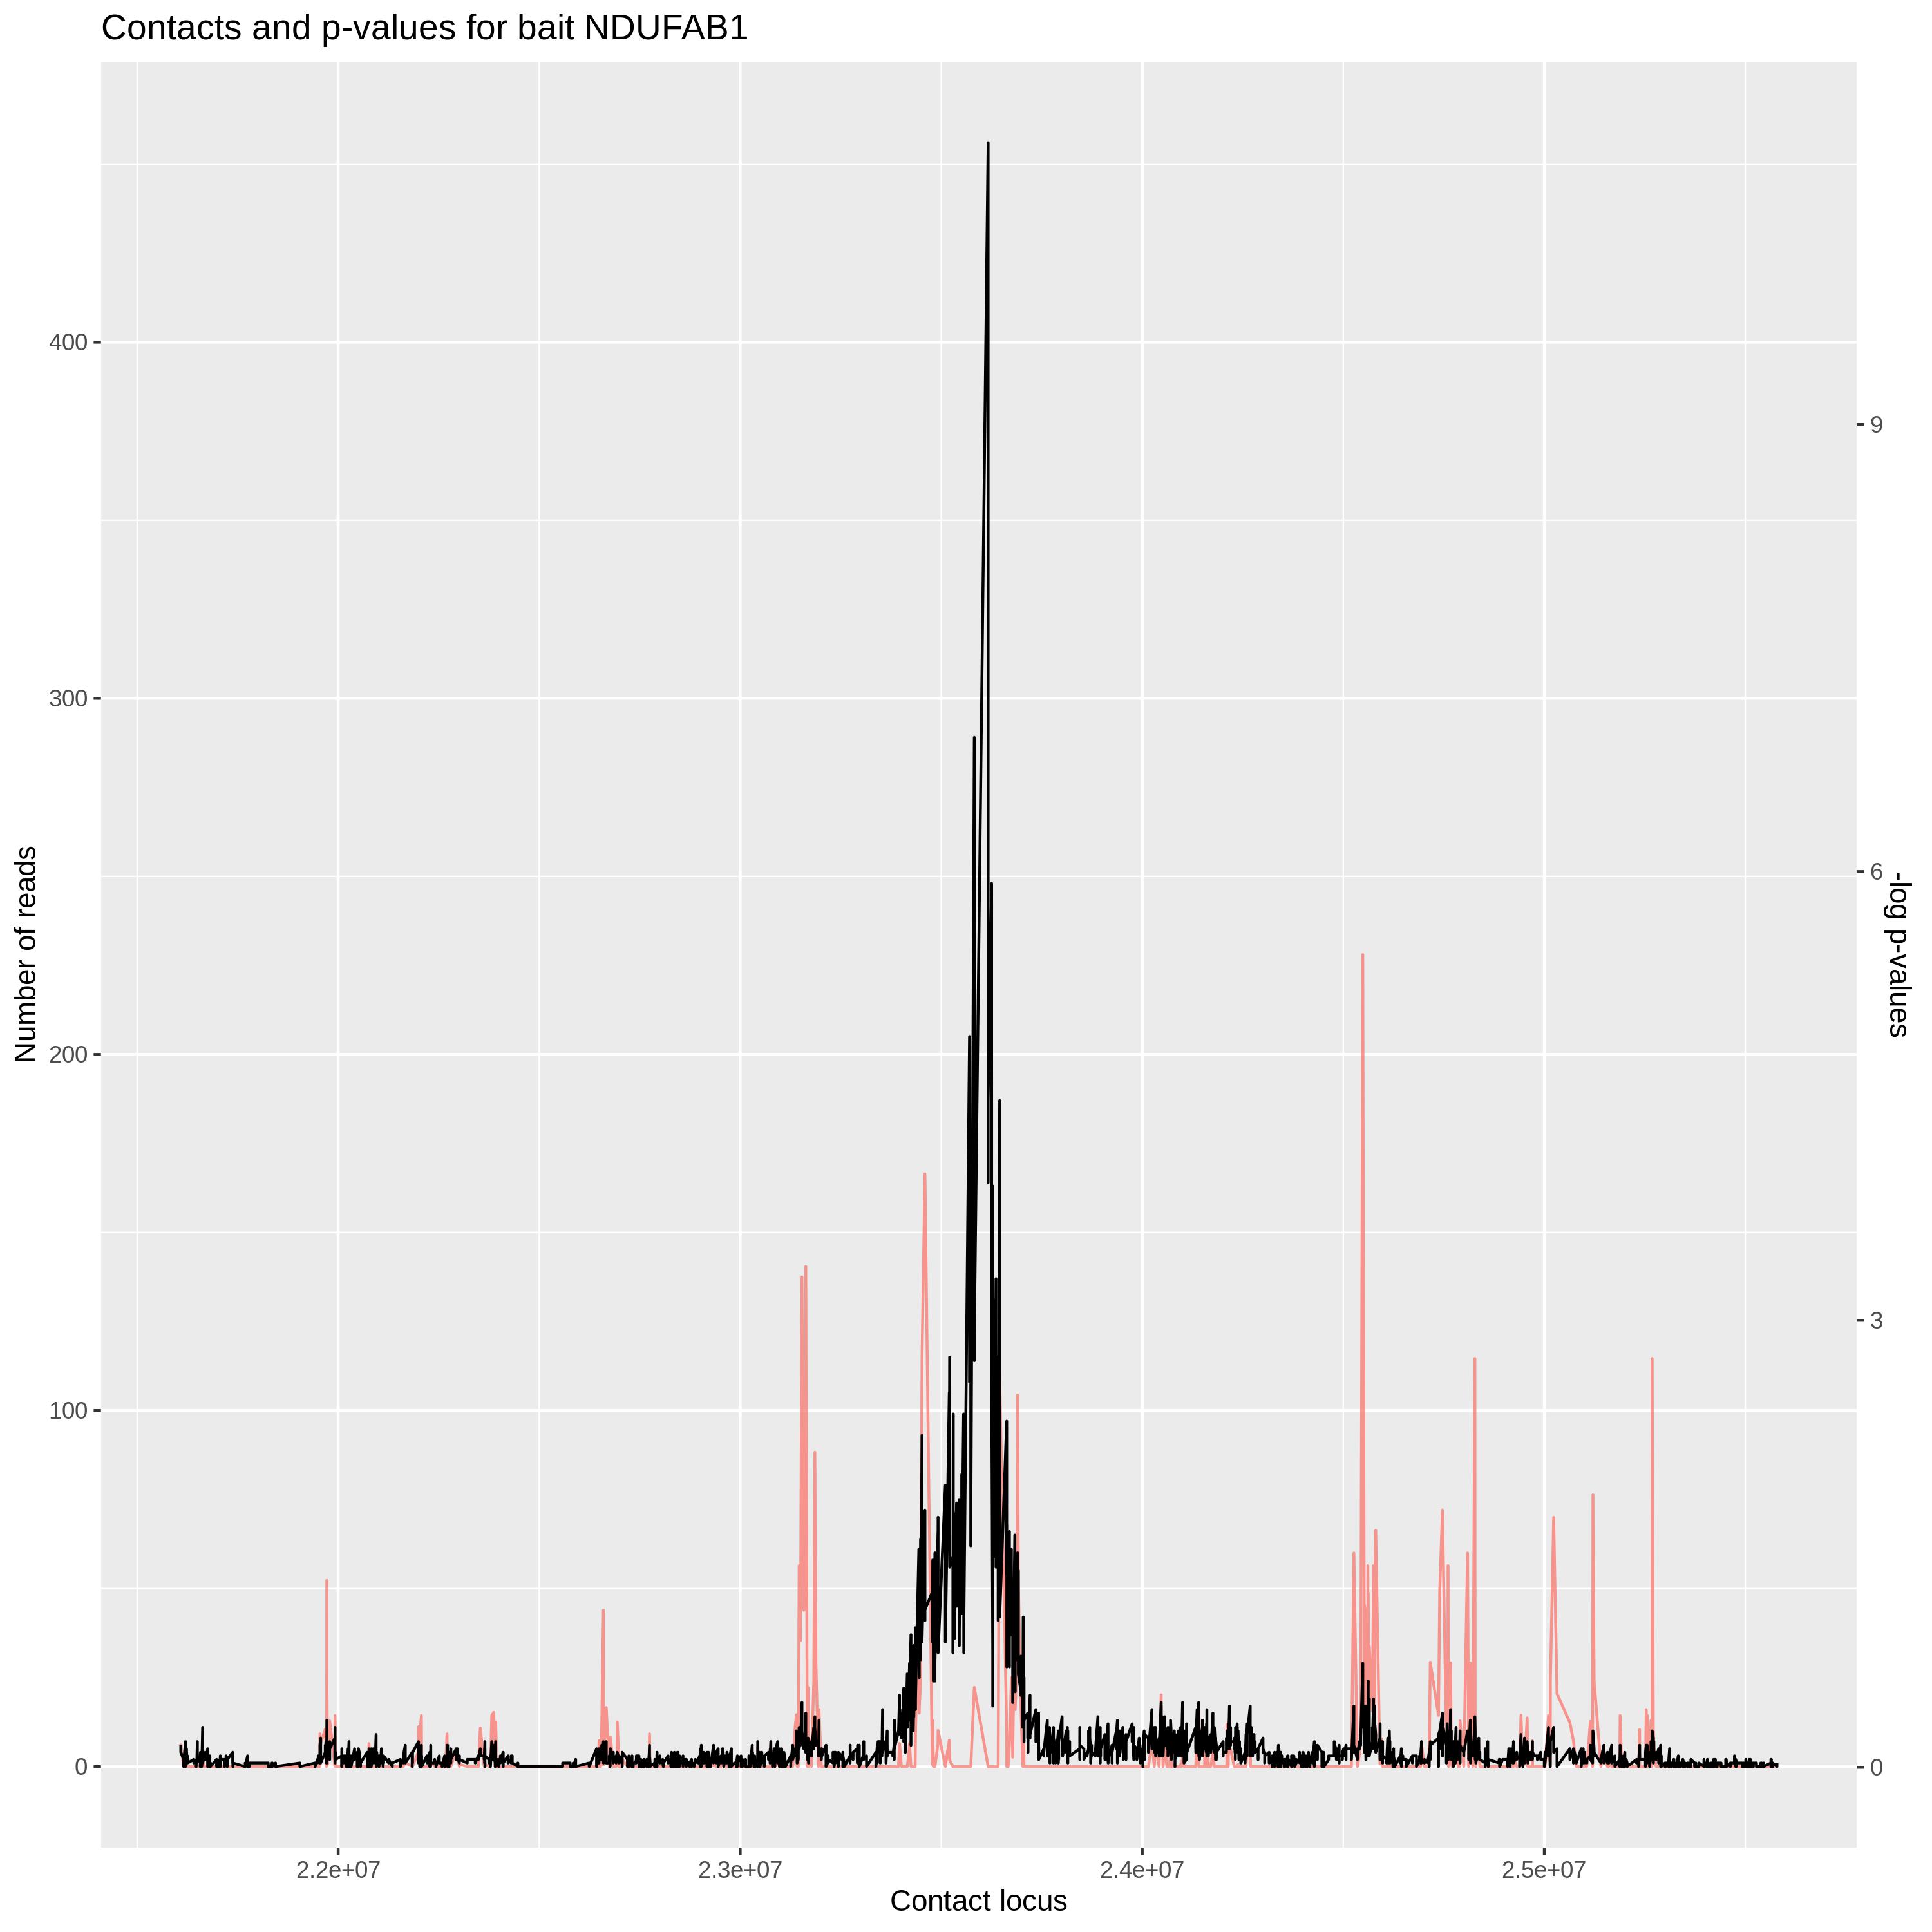 Contacts and p-values for bait NDUFAB1
Number of reads
400
300
200
100
0
9
6
3
0
-log p-values
2.2e+07
2.3e+07
2.4e+07
2.5e+07
Contact locus